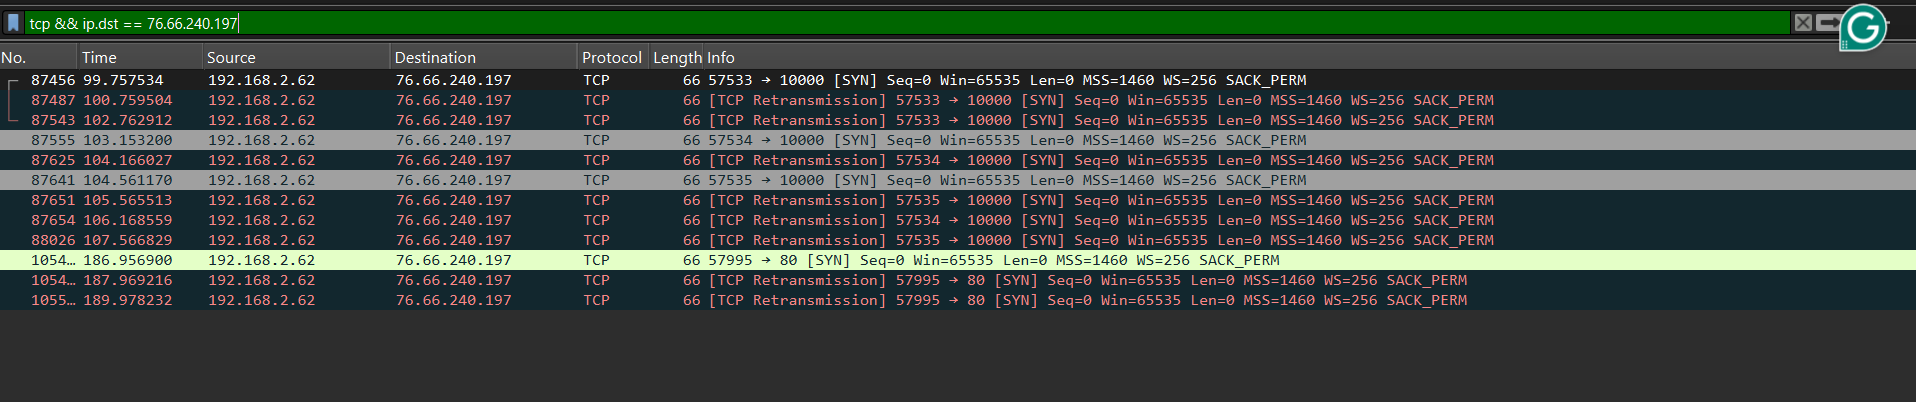 tcp && ip.dst == 76.66.240.197
No. Time Source Destination Protocol Length Info
87456 99.757534 192.168.2.62 76.66.240.197 TCP 66 57533 → 10000 [SYN] Seq=0 Win=65535 Len=0 MSS=1460 WS=256 SACK_PERM
87487 100.759504 192.168.2.62 76.66.240.197 TCP 66 [TCP Retransmission] 57533 → 10000 [SYN] Seq=0 Win=65535 Len=0 MSS=1460 WS=256 SACK_PERM
87543 102.762912 192.168.2.62 76.66.240.197 TCP 66 [TCP Retransmission] 57533 → 10000 [SYN] Seq=0 Win=65535 Len=0 MSS=1460 WS=256 SACK_PERM
87555 103.153200 192.168.2.62 76.66.240.197 TCP 66 57534 → 10000 [SYN] Seq=0 Win=65535 Len=0 MSS=1460 WS=256 SACK_PERM
87625 104.166027 192.168.2.62 76.66.240.197 TCP 66 [TCP Retransmission] 57534 → 10000 [SYN] Seq=0 Win=65535 Len=0 MSS=1460 WS=256 SACK_PERM
87641 104.561170 192.168.2.62 76.66.240.197 TCP 66 57535 → 10000 [SYN] Seq=0 Win=65535 Len=0 MSS=1460 WS=256 SACK_PERM
87651 105.565513 192.168.2.62 76.66.240.197 TCP 66 [TCP Retransmission] 57535 → 10000 [SYN] Seq=0 Win=65535 Len=0 MSS=1460 WS=256 SACK_PERM
87654 106.168559 192.168.2.62 76.66.240.197 TCP 66 [TCP Retransmission] 57534 → 10000 [SYN] Seq=0 Win=65535 Len=0 MSS=1460 WS=256 SACK_PERM
88026 107.566829 192.168.2.62 76.66.240.197 TCP 66 [TCP Retransmission] 57535 → 10000 [SYN] Seq=0 Win=65535 Len=0 MSS=1460 WS=256 SACK_PERM
1054… 186.956900 192.168.2.62 76.66.240.197 TCP 66 57995 → 80 [SYN] Seq=0 Win=65535 Len=0 MSS=1460 WS=256 SACK_PERM
1054… 187.969216 192.168.2.62 76.66.240.197 TCP 66 [TCP Retransmission] 57995 → 80 [SYN] Seq=0 Win=65535 Len=0 MSS=1460 WS=256 SACK_PERM
1055… 189.978232 192.168.2.62 76.66.240.197 TCP 66 [TCP Retransmission] 57995 → 80 [SYN] Seq=0 Win=65535 Len=0 MSS=1460 WS=256 SACK_PERM